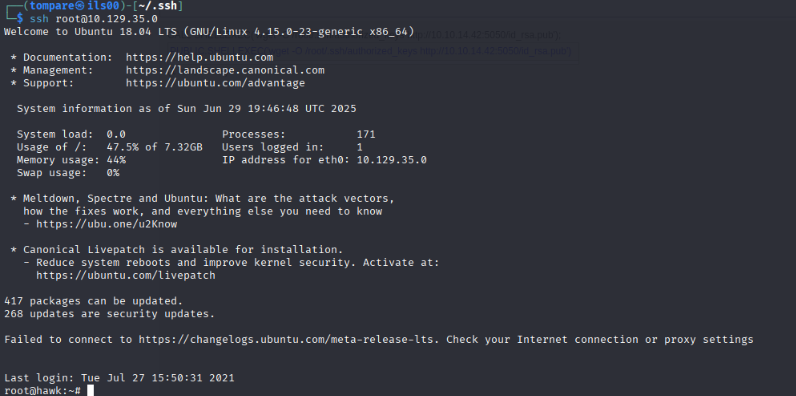 (tompare㉿ils00)-[~/.ssh]
$ ssh root@10.129.35.0
Welcome to Ubuntu 18.04 LTS (GNU/Linux 4.15.0-23-generic x86_64)

 * Documentation:  https://help.ubuntu.com
 * Management:     https://landscape.canonical.com
 * Support:        https://ubuntu.com/advantage

  System information as of Sun Jun 29 19:46:48 UTC 2025

  System load:  0.0               Processes:           171
  Usage of /:   47.5% of 7.32GB   Users logged in:     1
  Memory usage: 44%               IP address for eth0: 10.129.35.0
  Swap usage:   0%

 * Meltdown, Spectre and Ubuntu: What are the attack vectors,
   how the fixes work, and everything else you need to know
   - https://ubu.one/u2Know

 * Canonical Livepatch is available for installation.
   - Reduce system reboots and improve kernel security. Activate at:
     https://ubuntu.com/livepatch

417 packages can be updated.
268 updates are security updates.

Failed to connect to https://changelogs.ubuntu.com/meta-release-lts. Check your Internet connection or proxy settings

Last login: Tue Jul 27 15:50:31 2021
root@hawk:~#